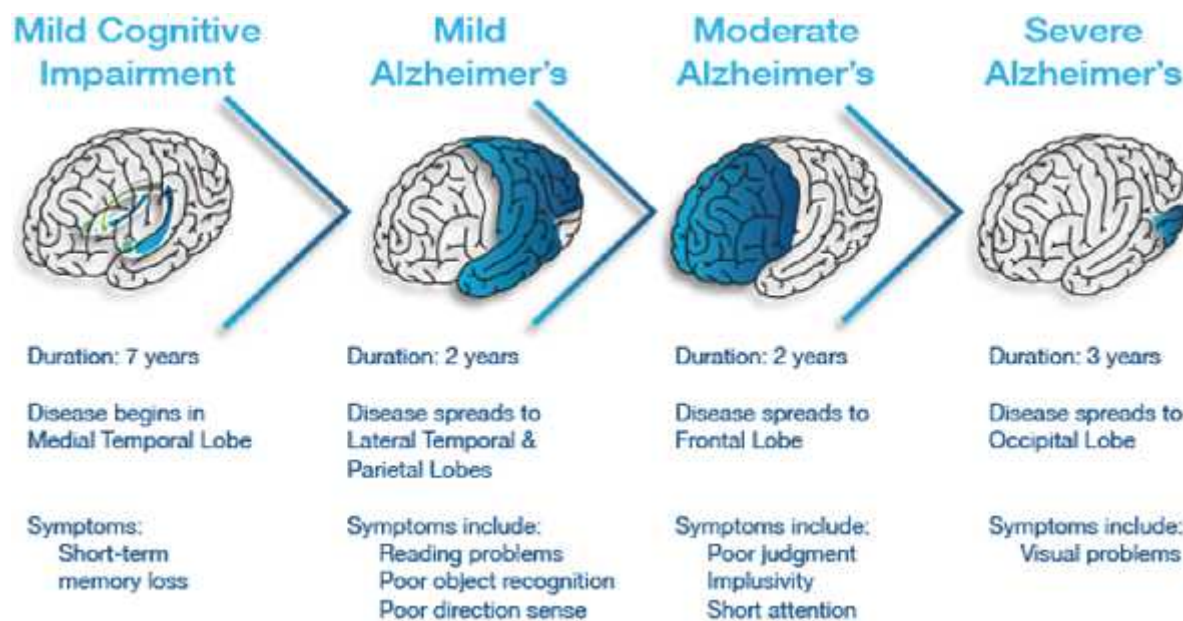 Mild Cognitive
Impairment
Duration: 7 years
Disease begins in
Medial Temporal Lobe
Symptoms:
Short-term
memory loss
Mild
Alzheimer's
Duration: 2 years
Disease spreads to
Lateral Temporal &
Parietal Lobes
Symptoms include:
Reading problems
Poor object recognition
Poor direction sense
Moderate
Alzheimer's
Duration: 2 years
Disease spreads to
Frontal Lobe
Symptoms include:
Poor judgment
Implusivity
Short attention
Severe
Alzheimer's
Duration: 3 years
Disease spreads to
Occipital Lobe
Symptoms include:
Visual problems